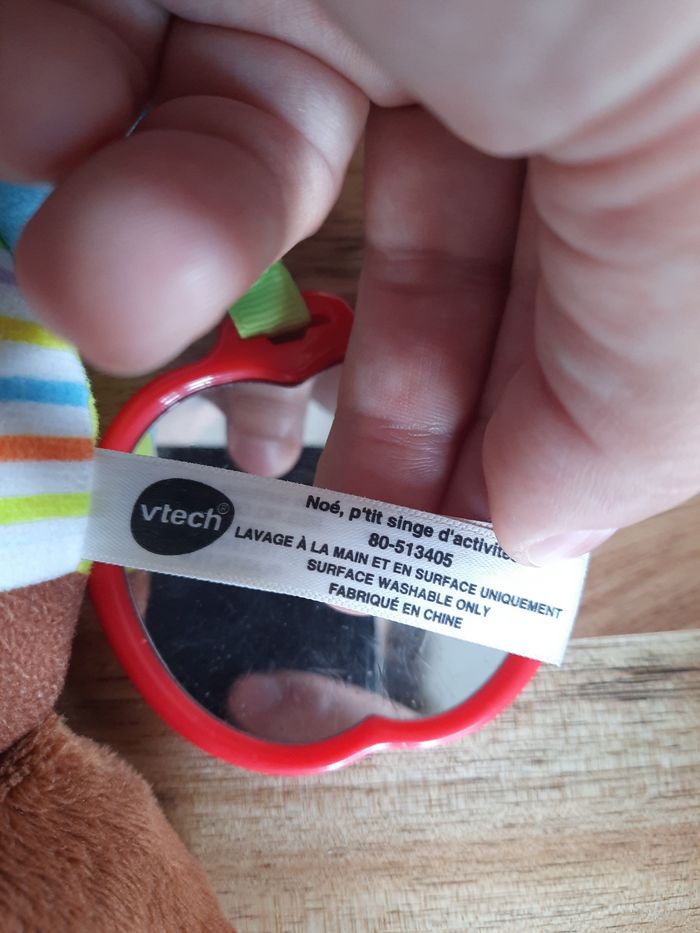 vtech®
Noé, p'tit singe d'activité
80-513405
LAVAGE À LA MAIN ET EN SURFACE UNIQUEMENT
SURFACE WASHABLE ONLY
FABRIQUÉ EN CHINE